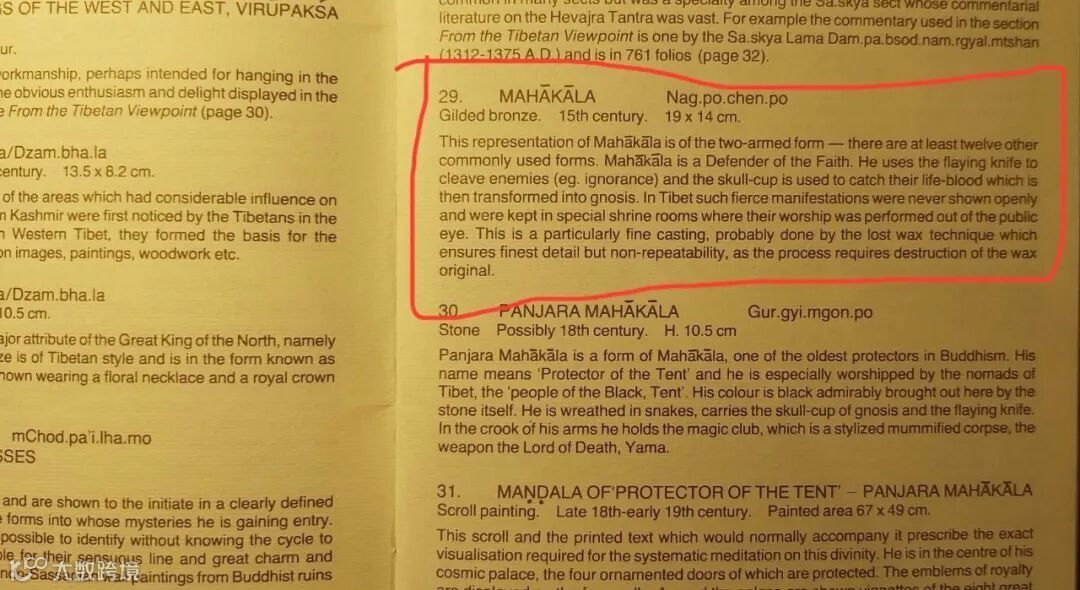 GS OF THE WEST AND EAST, VIRŪPAKṢA
ur.
orkmanship, perhaps intended for hanging in the
he obvious enthusiasm and delight displayed in the
e From the Tibetan Viewpoint (page 30).
a/Dzam.bha.la
century. 13.5 x 8.2 cm.
of the areas which had considerable influence on
m Kashmir were first noticed by the Tibetans in the
n Western Tibet, they formed the basis for the
on images, paintings, woodwork etc.
a/Dzam.bha.la
10.5 cm.
ajor attribute of the Great King of the North, namely
ze is of Tibetan style and is in the form known as
hown wearing a floral necklace and a royal crown
mChod.pa'i.lha.mo
SSES
and are shown to the initiate in a clearly defined
forms into whose mysteries he is gaining entry.
possible to identify without knowing the cycle to
ble for their sensuous line and great charm and
Sassanian paintings from Buddhist ruins
common in many sects but was a speciality among the Sa.skya sect whose commentarial
literature on the Hevajra Tantra was vast. For example the commentary used in the section
From the Tibetan Viewpoint is one by the Sa.skya Lama Dam.pa.bsod.nam.rgyal.mtshan
(1312-1375 A.D.) and is in 761 folios (page 32).
29. MAHĀKĀLA Nag.po.chen.po
Gilded bronze. 15th century. 19 x 14 cm.
This representation of Mahākāla is of the two-armed form — there are at least twelve other
commonly used forms. Mahākāla is a Defender of the Faith. He uses the flaying knife to
cleave enemies (eg. ignorance) and the skull-cup is used to catch their life-blood which is
then transformed into gnosis. In Tibet such fierce manifestations were never shown openly
and were kept in special shrine rooms where their worship was performed out of the public
eye. This is a particularly fine casting, probably done by the lost wax technique which
ensures finest detail but non-repeatability, as the process requires destruction of the wax
original.
30. PANJARA MAHĀKĀLA Gur.gyi.mgon.po
Stone Possibly 18th century. H. 10.5 cm
Panjara Mahākāla is a form of Mahākāla, one of the oldest protectors in Buddhism. His
name means 'Protector of the Tent' and he is especially worshipped by the nomads of
Tibet, the 'people of the Black, Tent'. His colour is black admirably brought out here by the
stone itself. He is wreathed in snakes, carries the skull-cup of gnosis and the flaying knife.
In the crook of his arms he holds the magic club, which is a stylized mummified corpse, the
weapon the Lord of Death, Yama.
31. MAṆḌALA OF 'PROTECTOR OF THE TENT' – PANJARA MAHĀKĀLA
Scroll painting. Late 18th-early 19th century. Painted area 67 x 49 cm.
This scroll and the printed text which would normally accompany it prescribe the exact
visualisation required for the systematic meditation on this divinity. He is in the centre of his
cosmic palace, the four ornamented doors of which are protected. The emblems of royalty
大数跨境